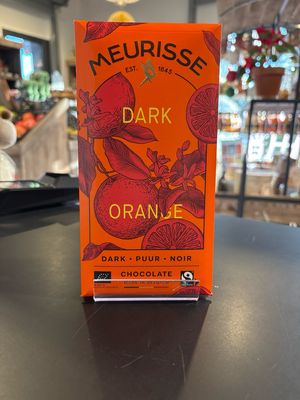 MEURISSE
EST. 1845
DARK
ORANGE
DARK • PUUR • NOIR
CHOCOLATE